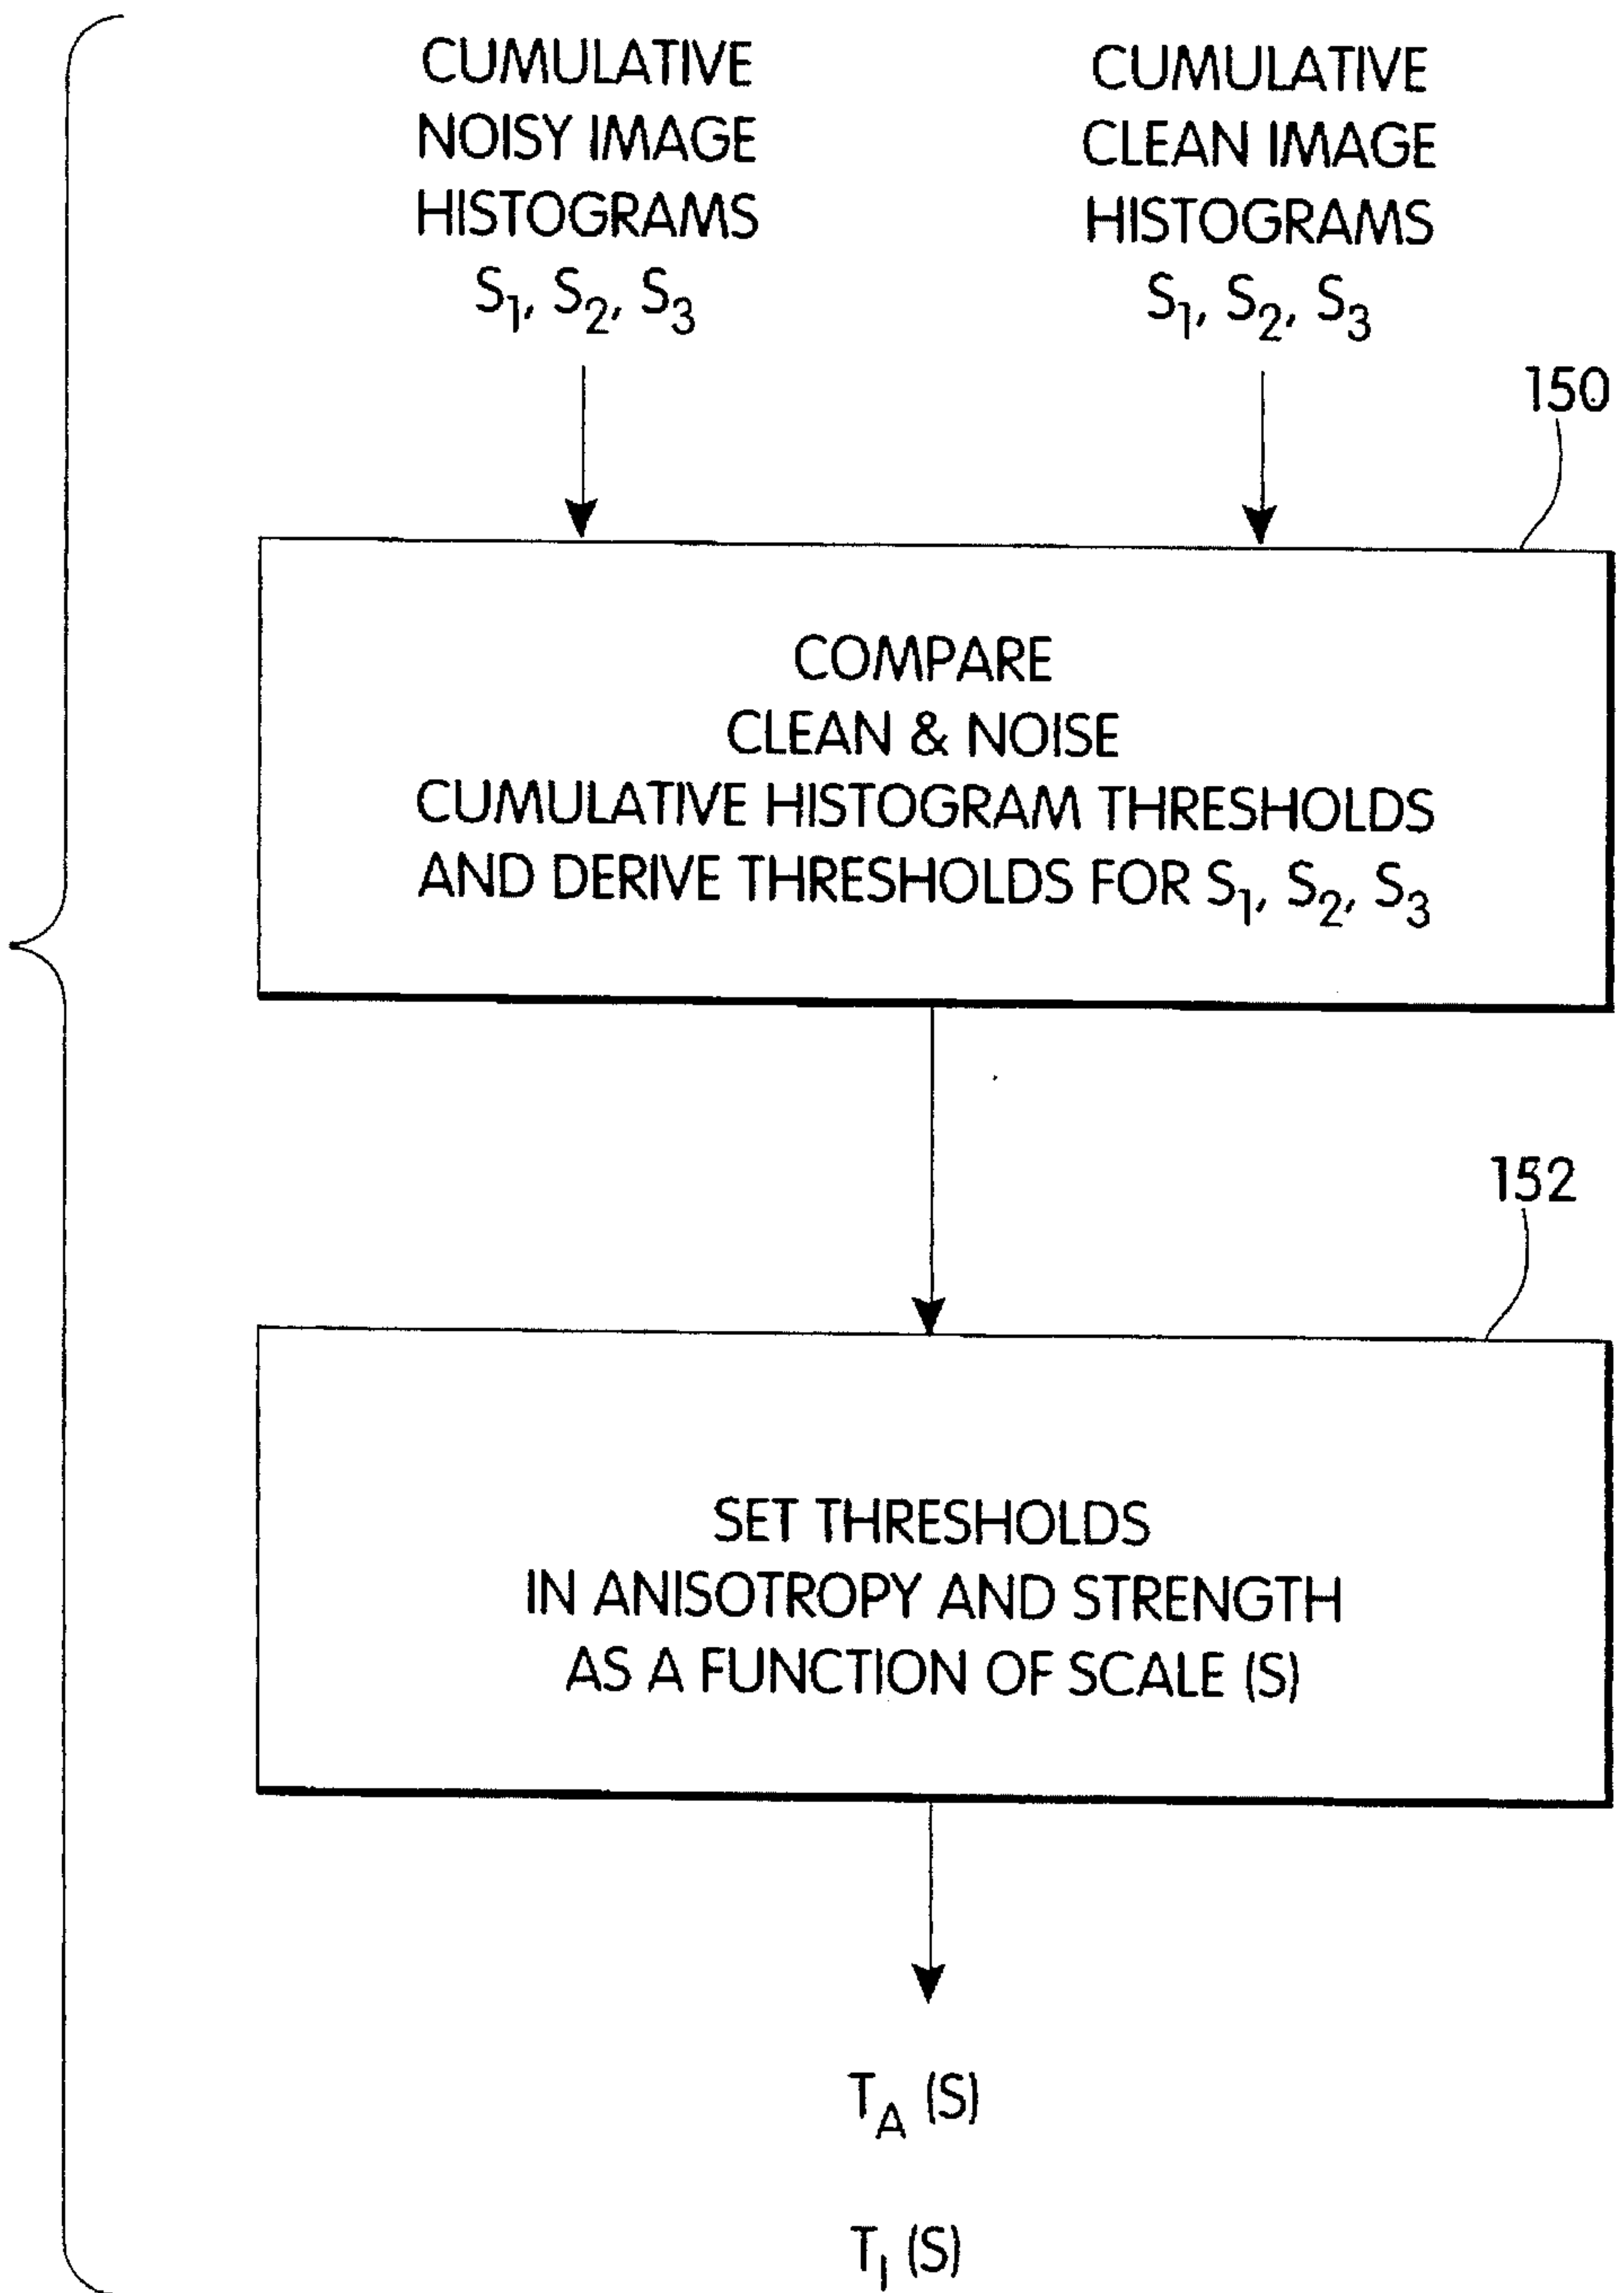 CUMULATIVE
NOISY IMAGE
HISTOGRAMS
S₁, S₂, S₃
CUMULATIVE
CLEAN IMAGE
HISTOGRAMS
S₁, S₂, S₃
150
COMPARE
CLEAN & NOISE
CUMULATIVE HISTOGRAM THRESHOLDS
AND DERIVE THRESHOLDS FOR S₁, S₂, S₃
152
SET THRESHOLDS
IN ANISOTROPY AND STRENGTH
AS A FUNCTION OF SCALE (S)
T_A (S)
T_I (S)